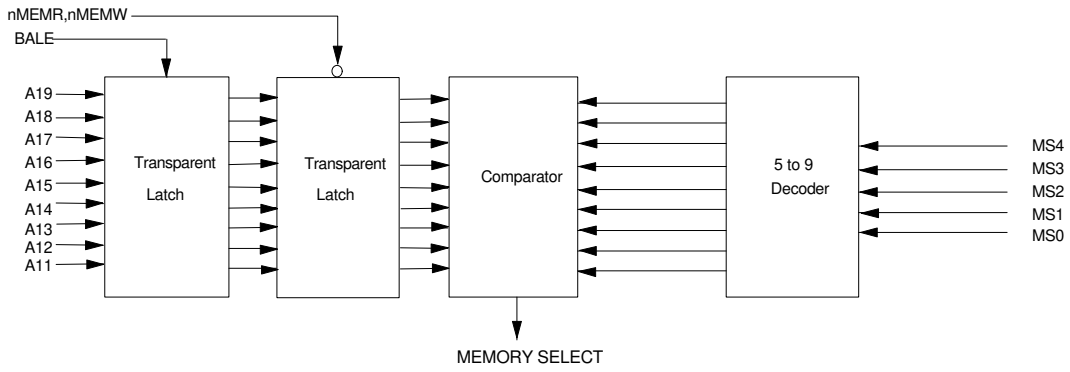 nMEMR,nMEMW
BALE
A19
A18
A17
A16
A15
A14
A13
A12
A11
Transparent
Latch
Transparent
Latch
Comparator
5 to 9
Decoder
MS4
MS3
MS2
MS1
MS0
MEMORY SELECT